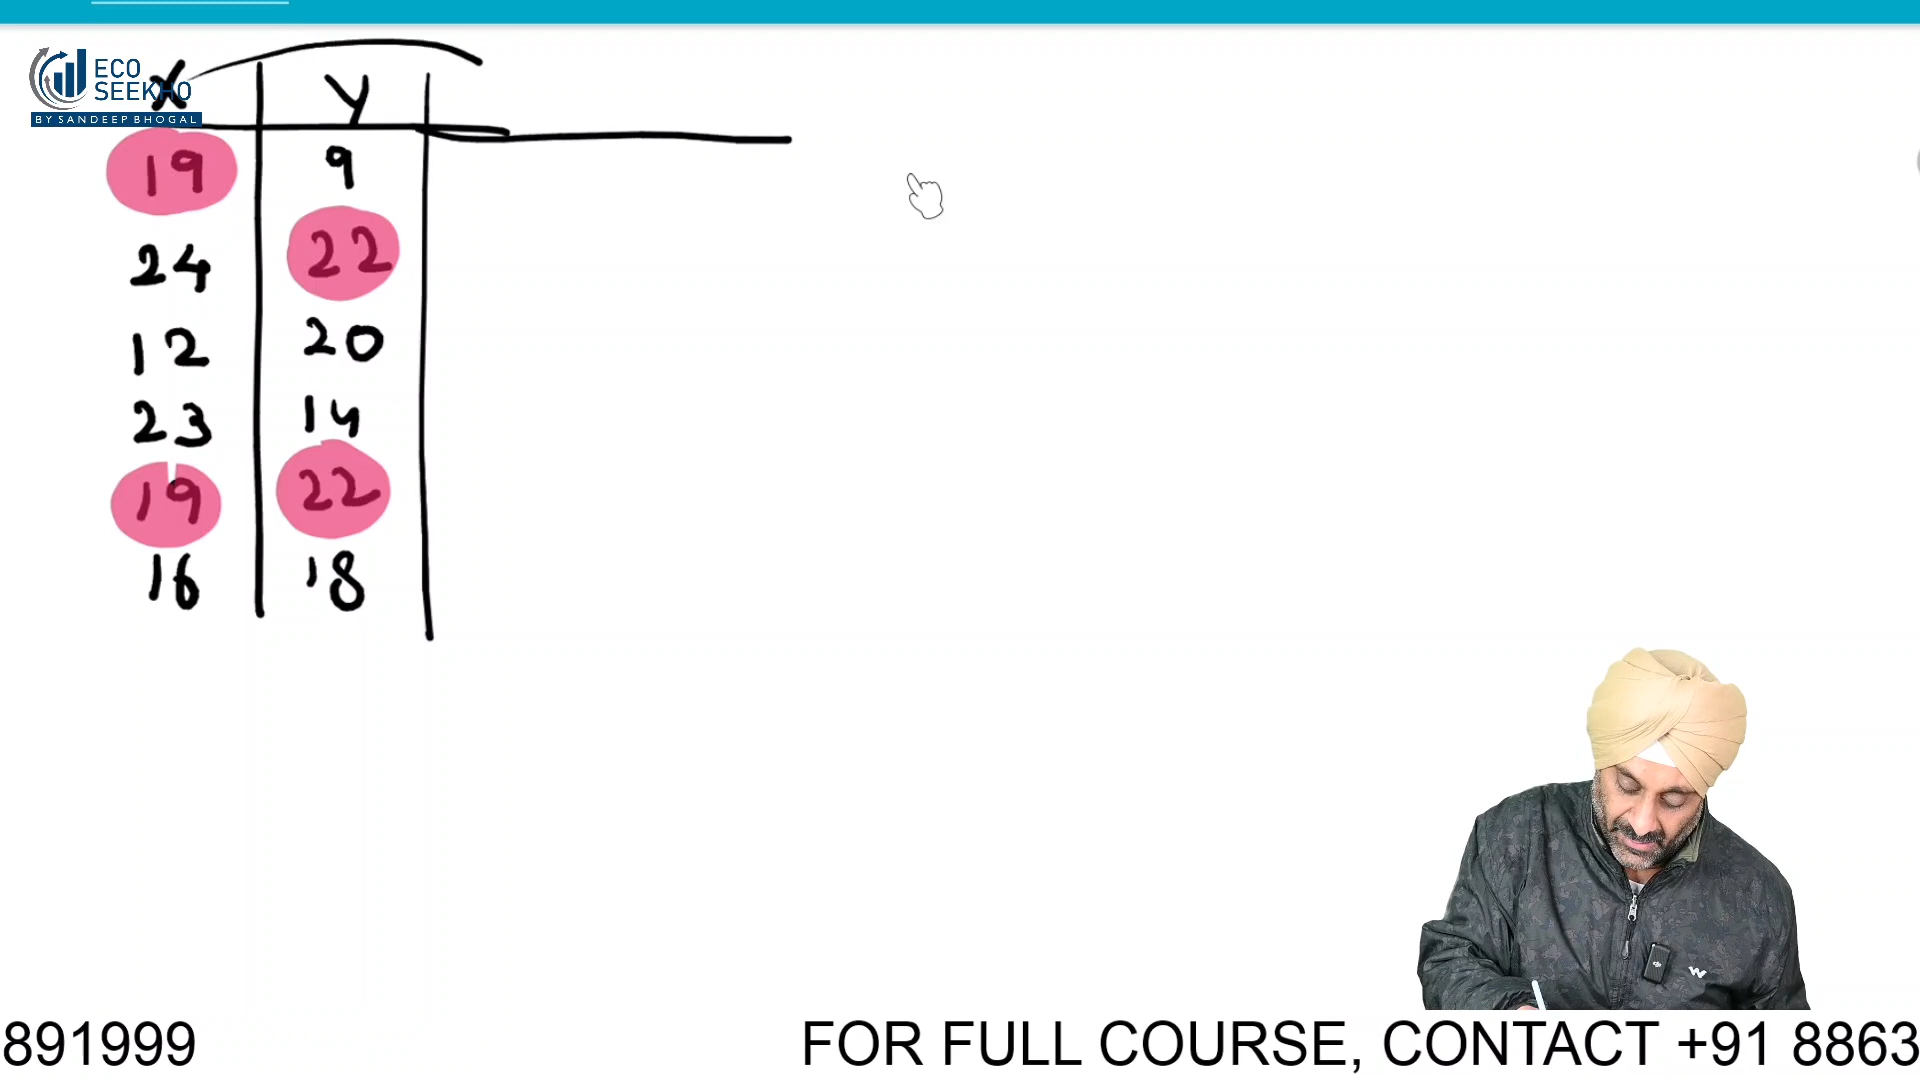 ECO
SEEKHO
BY SANDEEP BHOGAL
X Y
19 9
24 22
12 20
23 14
19 22
16 18
W
891999 FOR FULL COURSE, CONTACT +91 8863